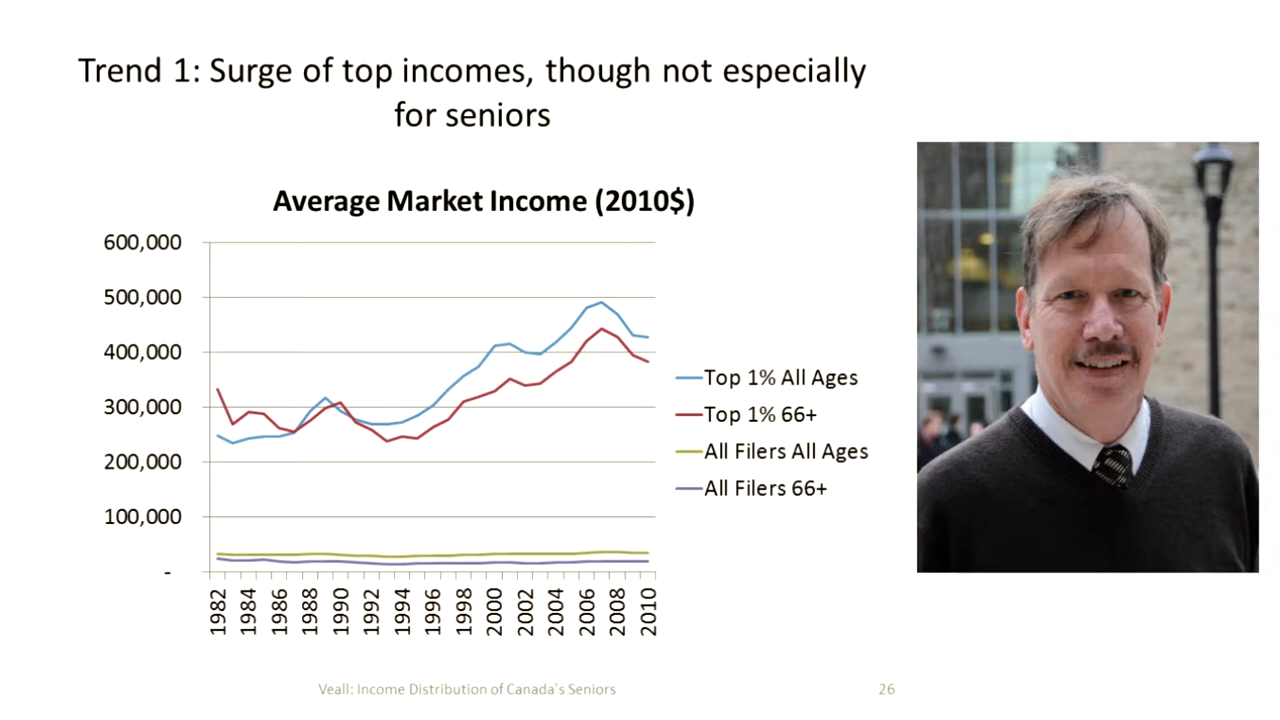 Trend 1: Surge of top incomes, though not especially
for seniors
Average Market Income (2010$)
600,000
500,000
400,000
300,000
200,000
100,000
-
1982
1984
1986
1988
1990
1992
1994
1996
1998
2000
2002
2004
2006
2008
2010
Top 1% All Ages
Top 1% 66+
All Filers All Ages
All Filers 66+
Veall: Income Distribution of Canada's Seniors
26